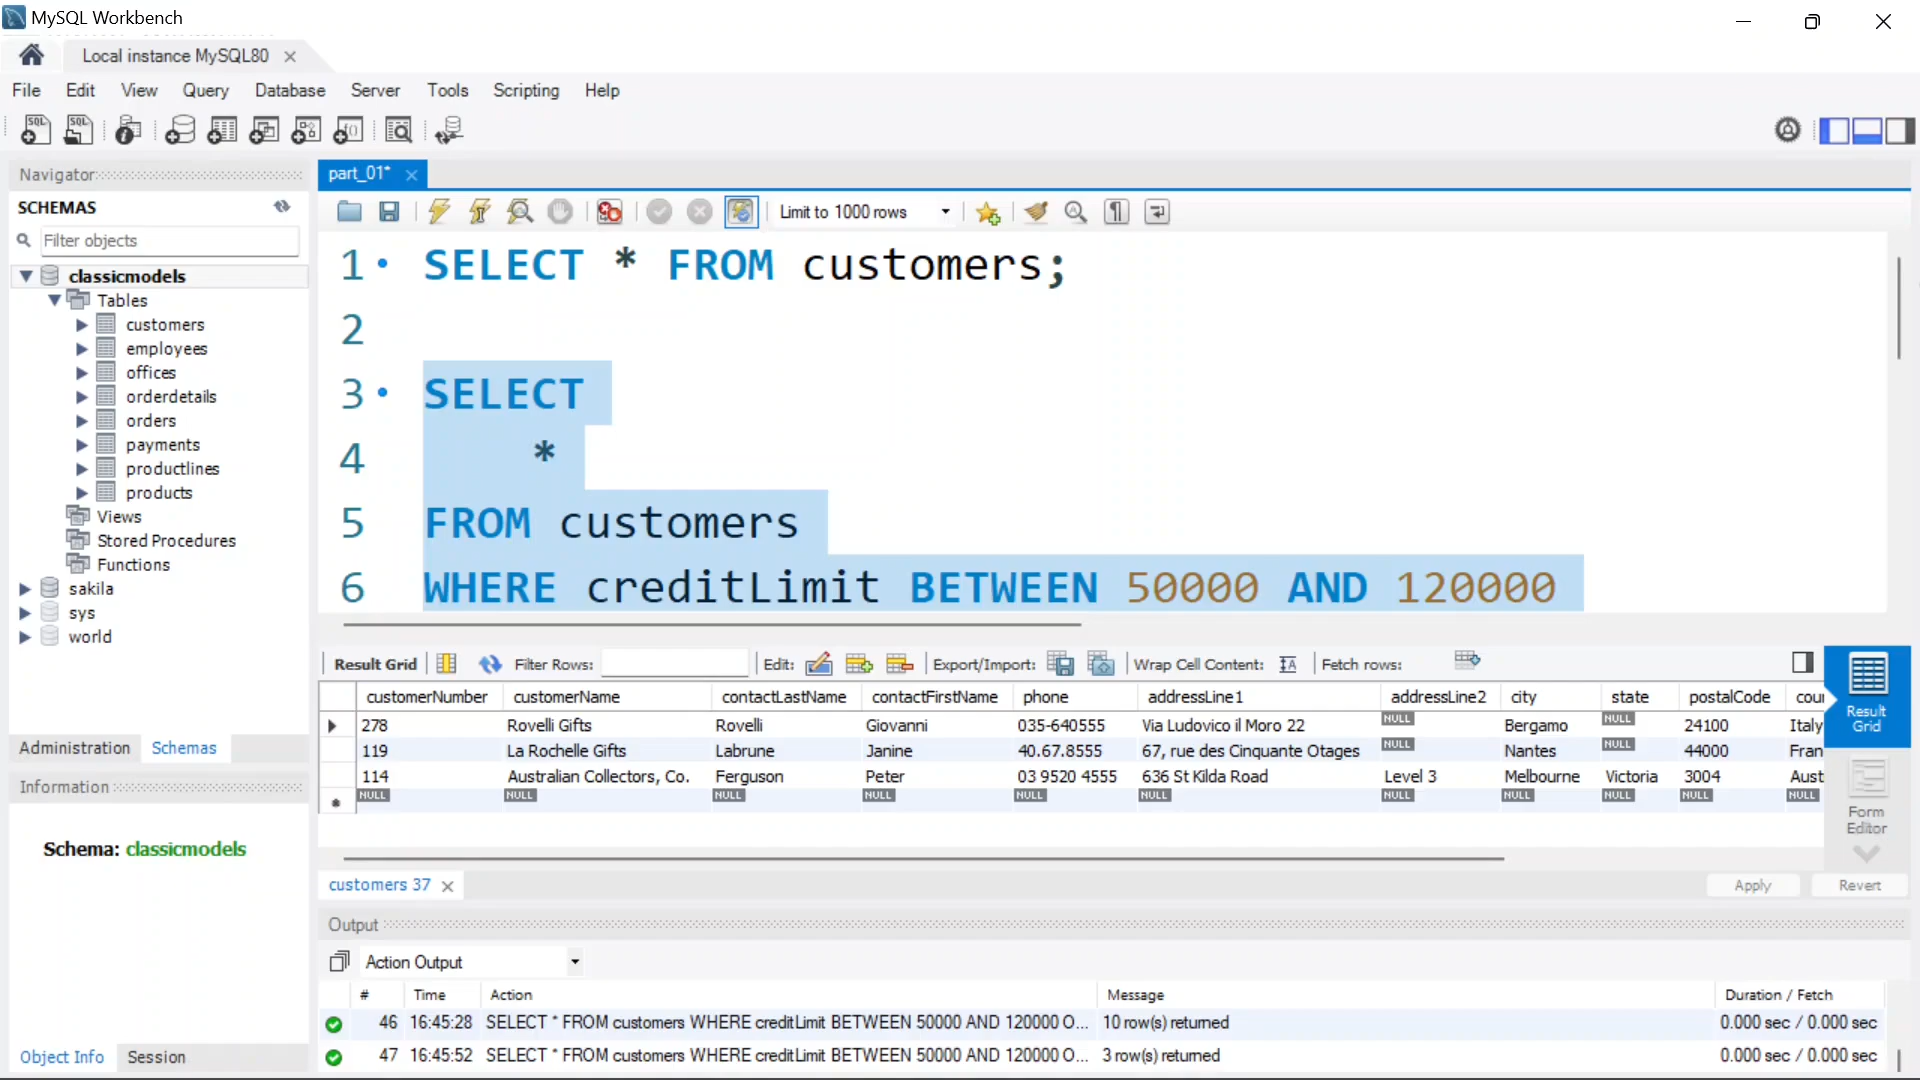 MySQL Workbench
Local instance MySQL80
File Edit View Query Database Server Tools Scripting Help
Navigator
SCHEMAS
Filter objects
classicmodels
Tables
customers
employees
offices
orderdetails
orders
payments
productlines
products
Views
Stored Procedures
Functions
sakila
sys
world
Administration Schemas
Information
Schema: classicmodels
Object Info Session
part_01*
Limit to 1000 rows
1 SELECT * FROM customers;
2
3 SELECT
4 *
5 FROM customers
6 WHERE creditLimit BETWEEN 50000 AND 120000
Result Grid Filter Rows: Edit: Export/Import: Wrap Cell Content: Fetch rows:
customerNumber customerName contactLastName contactFirstName phone addressLine1 addressLine2 city state postalCode cou
278 Rovelli Gifts Rovelli Giovanni 035-640555 Via Ludovico il Moro 22 NULL Bergamo NULL 24100 Italy
119 La Rochelle Gifts Labrune Janine 40.67.8555 67, rue des Cinquante Otages NULL Nantes NULL 44000 Fran
114 Australian Collectors, Co. Ferguson Peter 03 9520 4555 636 St Kilda Road Level 3 Melbourne Victoria 3004 Aust
NULL NULL NULL NULL NULL NULL NULL NULL NULL NULL NULL
Result
Grid
Form
Editor
customers 37
Apply Revert
Output
Action Output
# Time Action Message Duration / Fetch
46 16:45:28 SELECT * FROM customers WHERE creditLimit BETWEEN 50000 AND 120000 O... 10 row(s) returned 0.000 sec / 0.000 sec
47 16:45:52 SELECT * FROM customers WHERE creditLimit BETWEEN 50000 AND 120000 O... 3 row(s) returned 0.000 sec / 0.000 sec